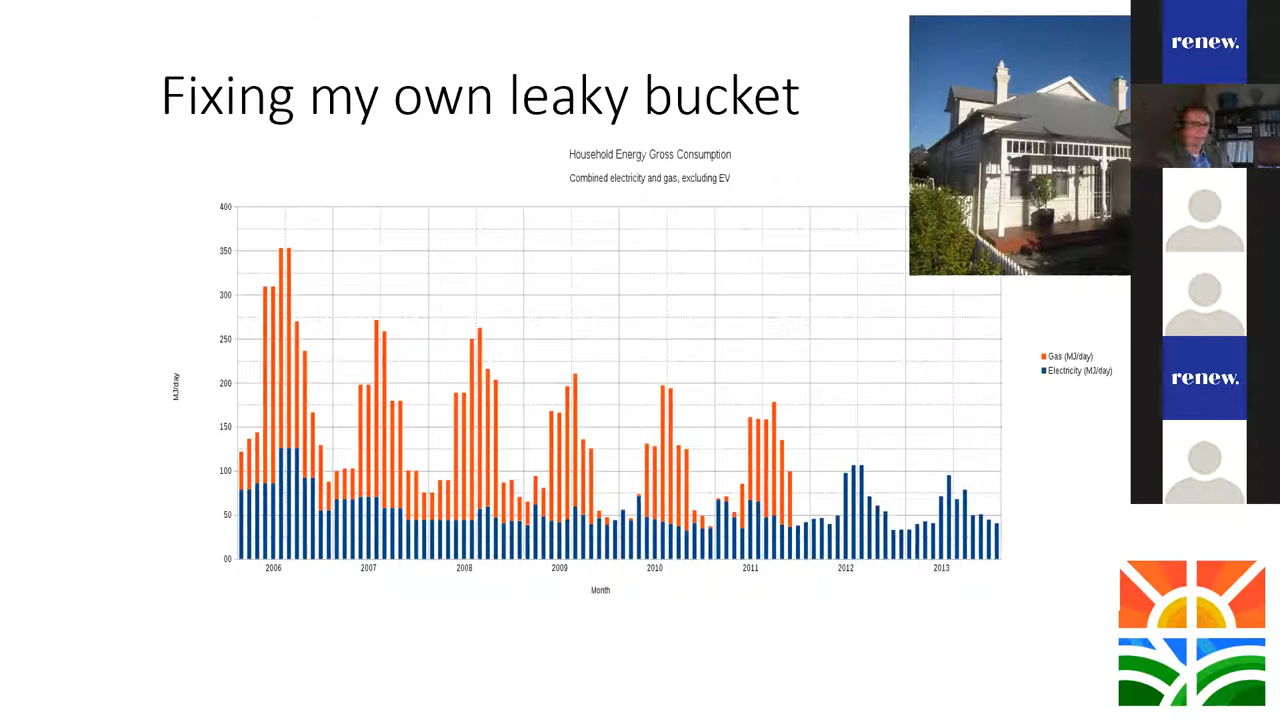 Fixing my own leaky bucket
Household Energy Gross Consumption
Combined electricity and gas, excluding EV
400
350
300
250
200
150
100
50
00
MJ/day
2006 2007 2008 2009 2010 2011 2012 2013
Month
Gas (MJ/day)
Electricity (MJ/day)
renew.
renew.